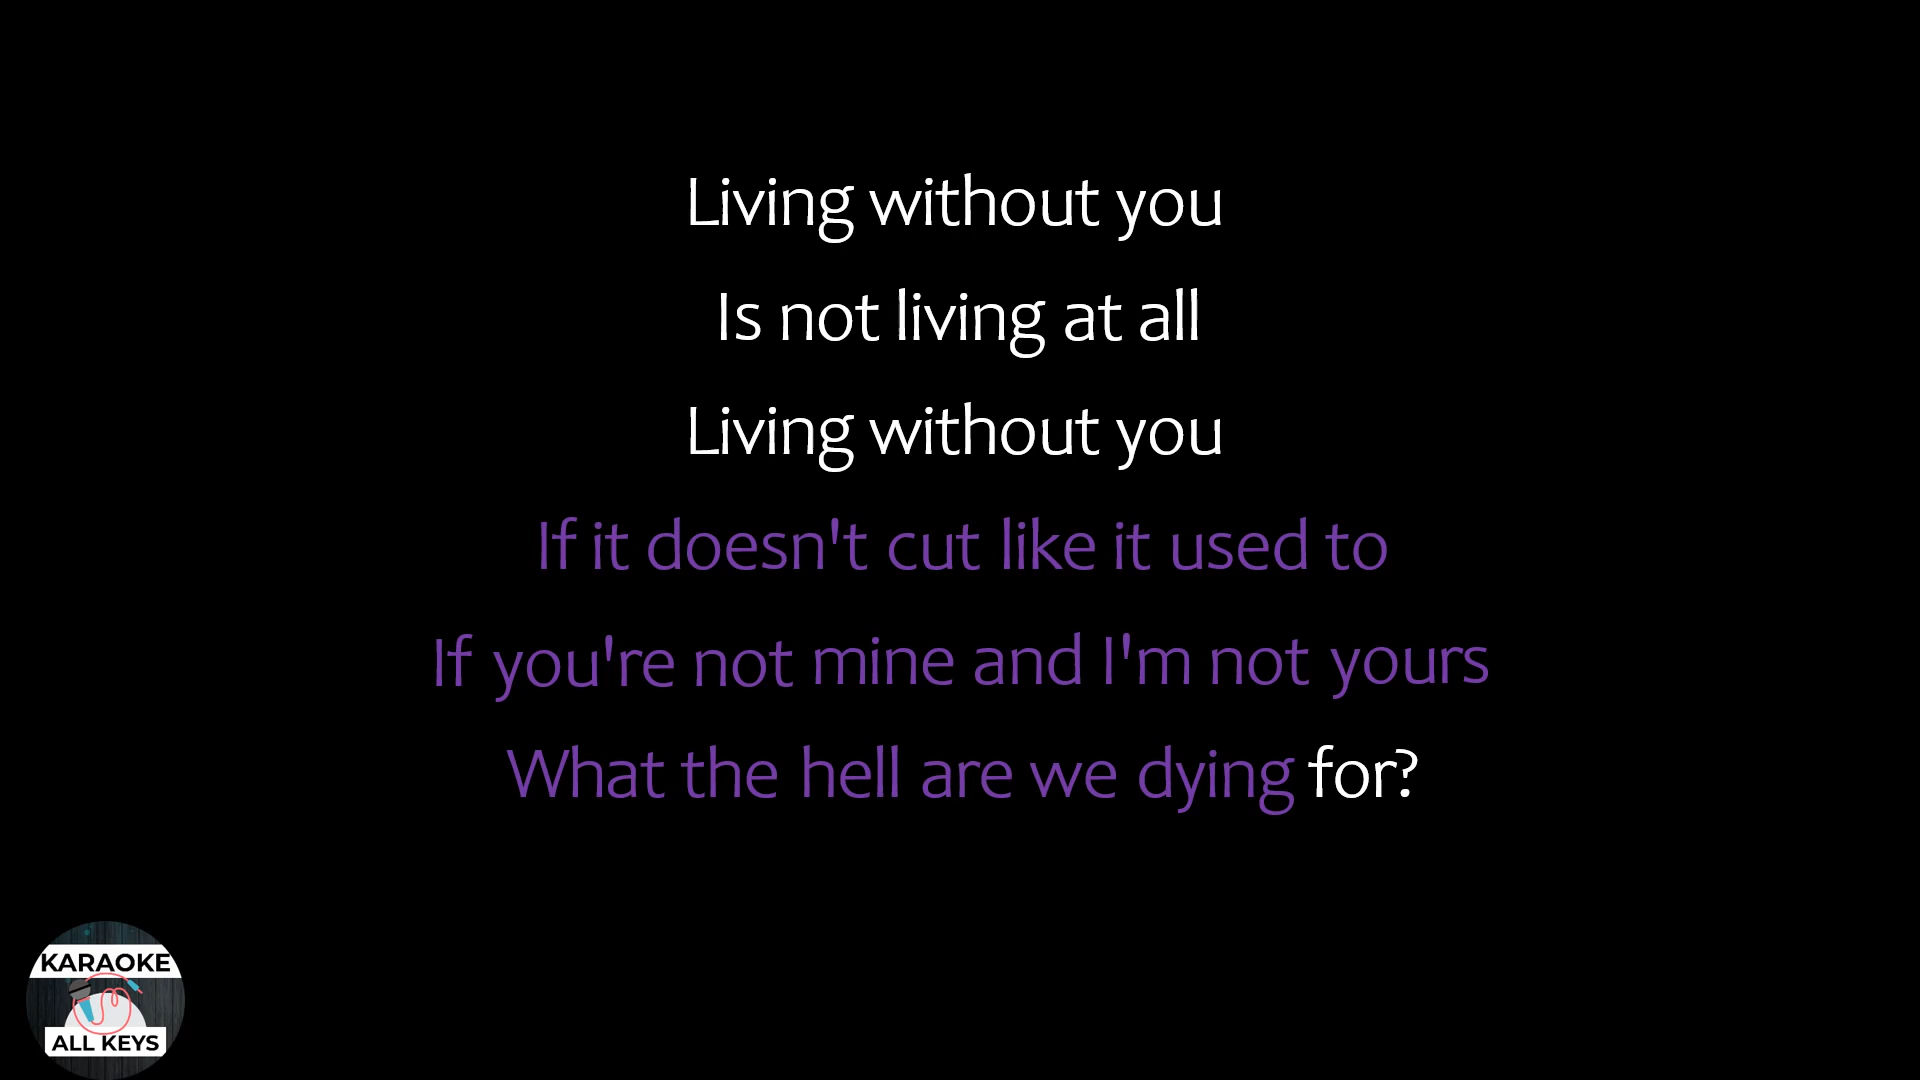 Living without you
Is not living at all
Living without you
If it doesn't cut like it used to
If you're not mine and I'm not yours
What the hell are we dying for?
KARAOKE
ALL KEYS